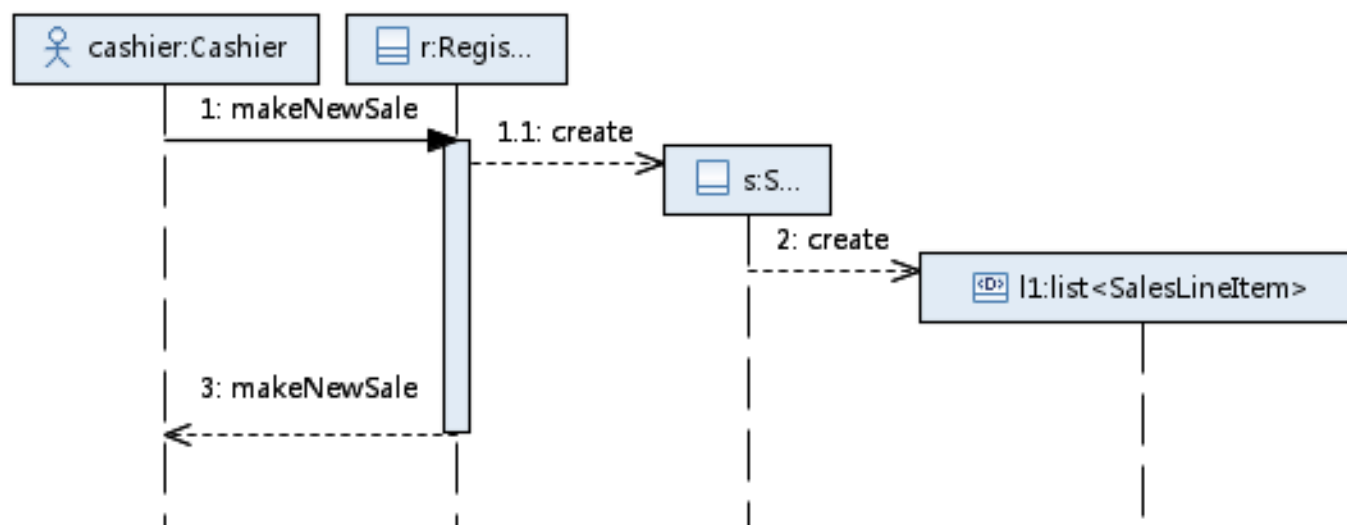 cashier:Cashier
r:Regis...
1: makeNewSale
1.1: create
s:S...
2: create
<D>
l1:list<SalesLineItem>
3: makeNewSale